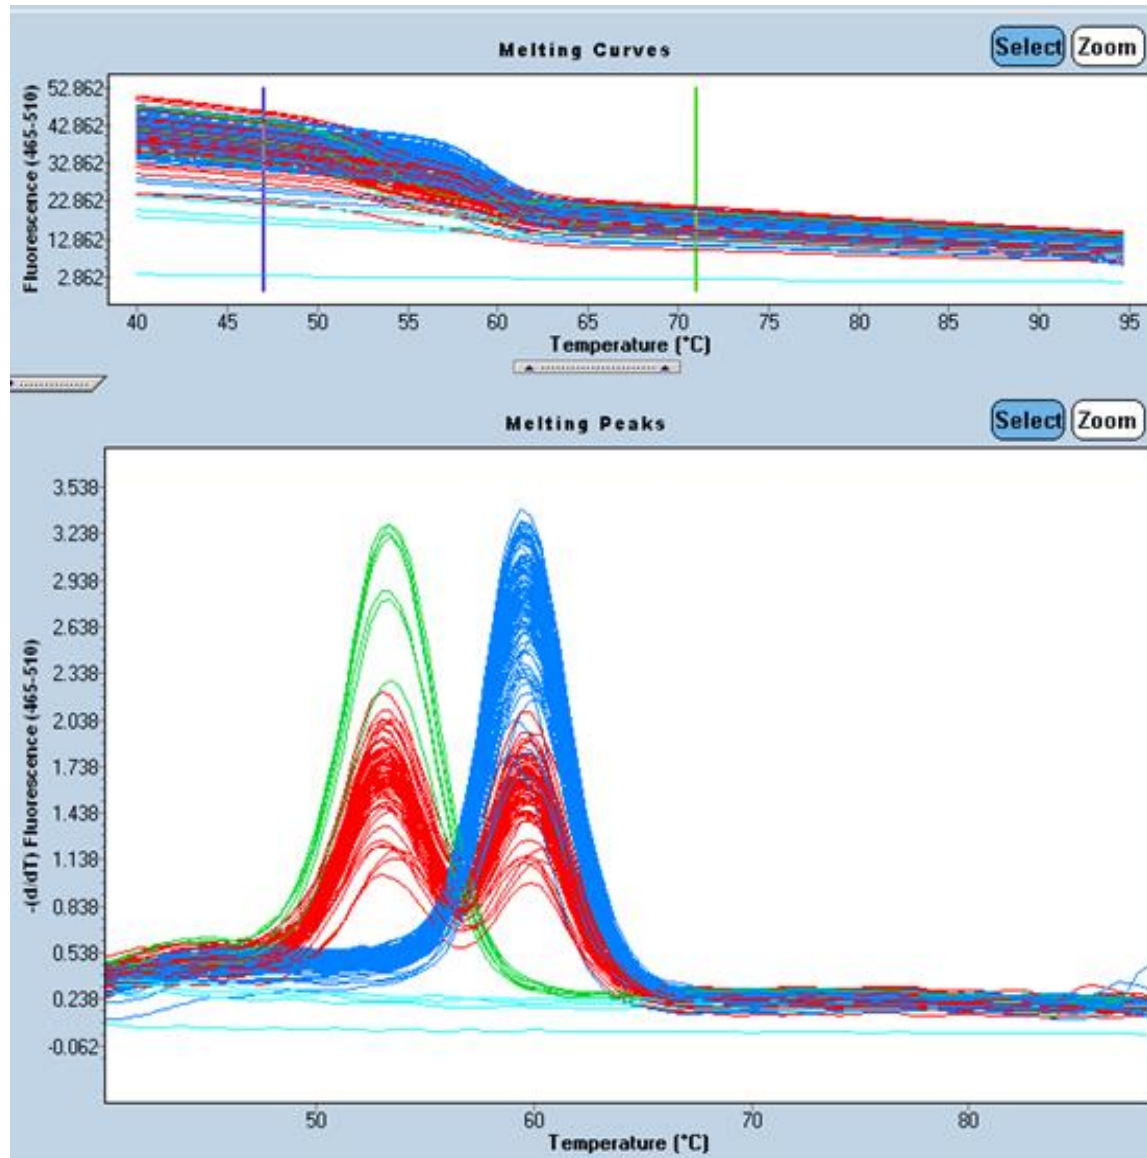 Melting Curves
Select Zoom
Fluorescence (465-510)
52.862
42.862
32.862
22.862
12.862
2.862
40 45 50 55 60 65 70 75 80 85 90 95
Temperature (°C)
Melting Peaks
Select Zoom
-(d/dT) Fluorescence (465-510)
3.538
3.238
2.938
2.638
2.338
2.038
1.738
1.438
1.138
0.838
0.538
0.238
-0.062
50 60 70 80
Temperature (°C)